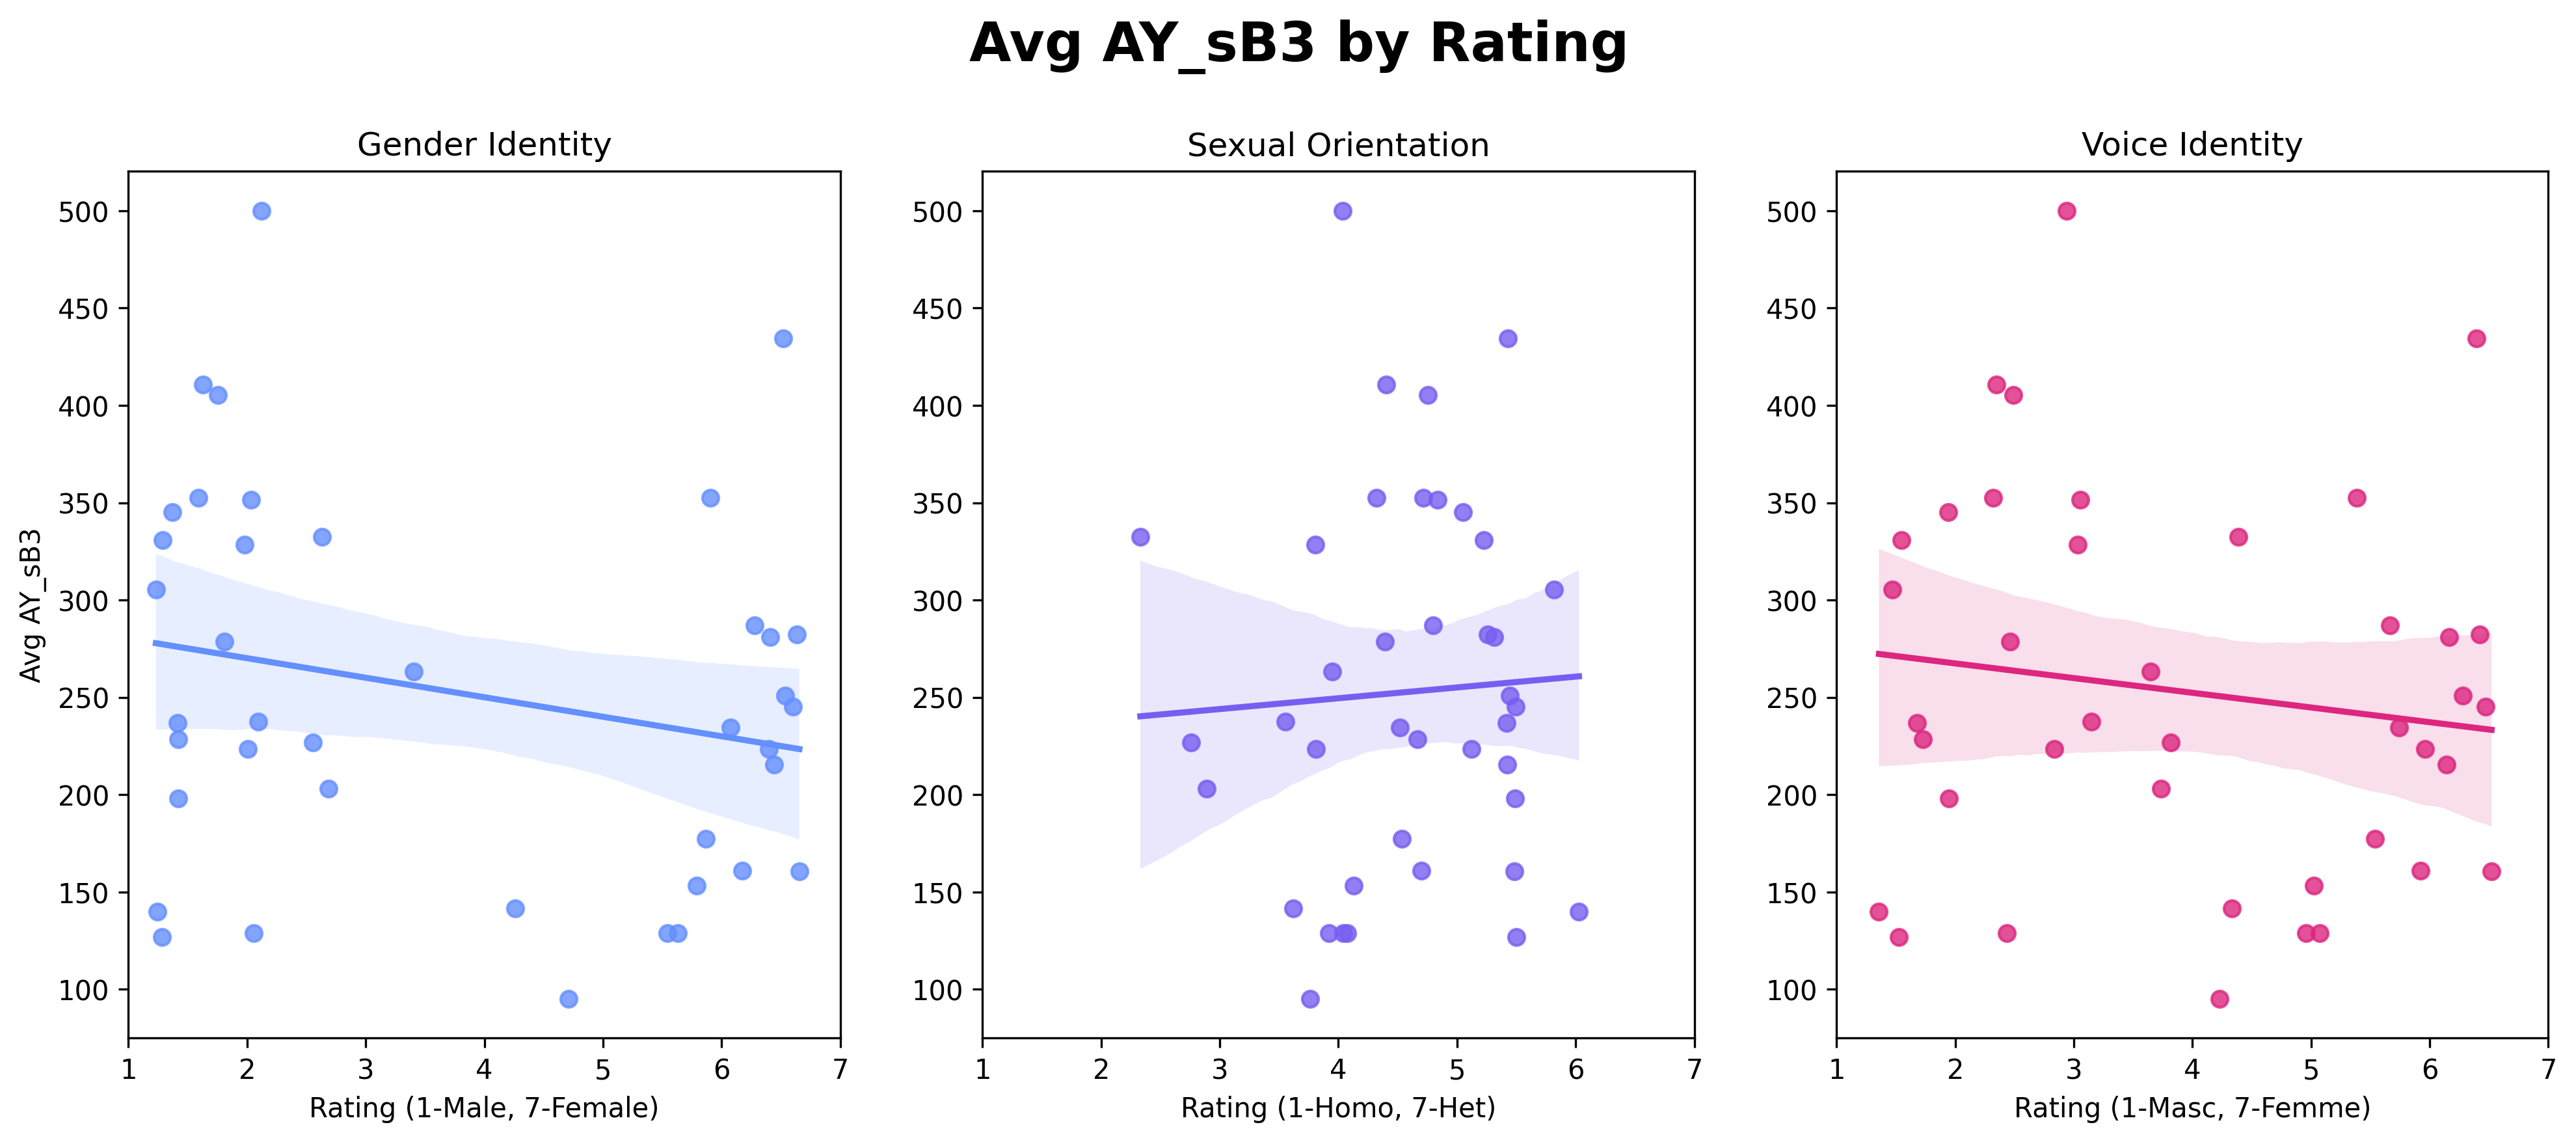 Avg AY_sB3 by Rating
Gender Identity
Sexual Orientation
Voice Identity
Avg AY_sB3
500
450
400
350
300
250
200
150
100
1 2 3 4 5 6 7
Rating (1-Male, 7-Female)
500
450
400
350
300
250
200
150
100
1 2 3 4 5 6 7
Rating (1-Homo, 7-Het)
500
450
400
350
300
250
200
150
100
1 2 3 4 5 6 7
Rating (1-Masc, 7-Femme)